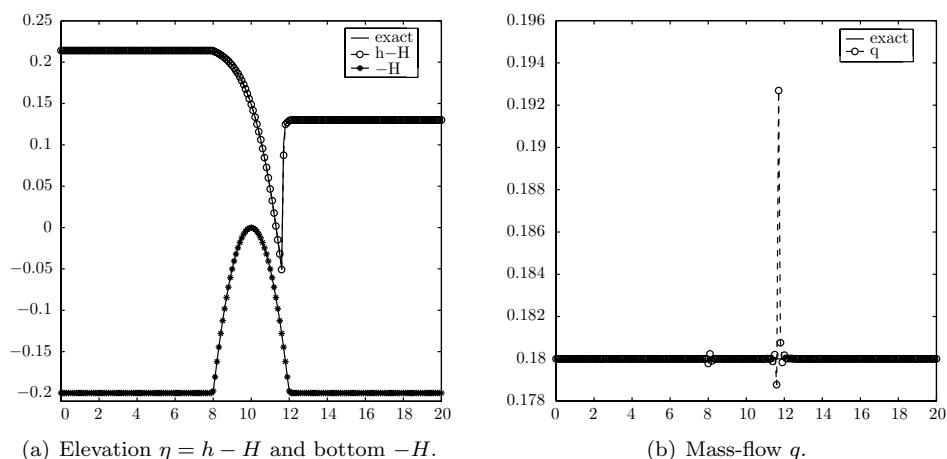 0.25
0.2
0.15
0.1
0.05
0
−0.05
−0.1
−0.15
−0.2
0 2 4 6 8 10 12 14 16 18 20
exact
h−H
−H
(a) Elevation η = h − H and bottom −H.
0.196
0.194
0.192
0.19
0.188
0.186
0.184
0.182
0.18
0.178
0 2 4 6 8 10 12 14 16 18 20
exact
q
(b) Mass-flow q.